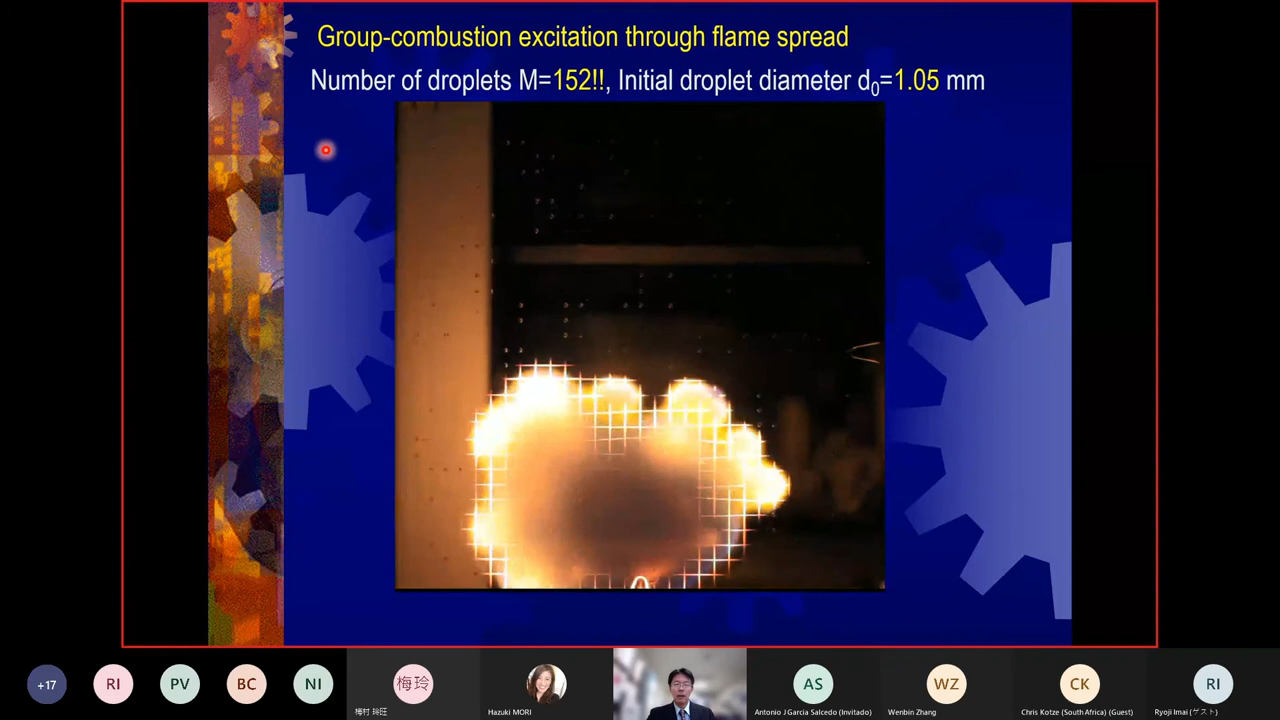 Group-combustion excitation through flame spread
Number of droplets M=152!!, Initial droplet diameter d0=1.05 mm
+17
RI
PV
BC
NI
梅玲
梅村 玲旺
Hazuki MORI
AS
Antonio J Garcia Salcedo (Invitado)
WZ
Wenbin Zhang
CK
Chris Kotze (South Africa) (Guest)
RI
Ryoji Imai (ゲスト)